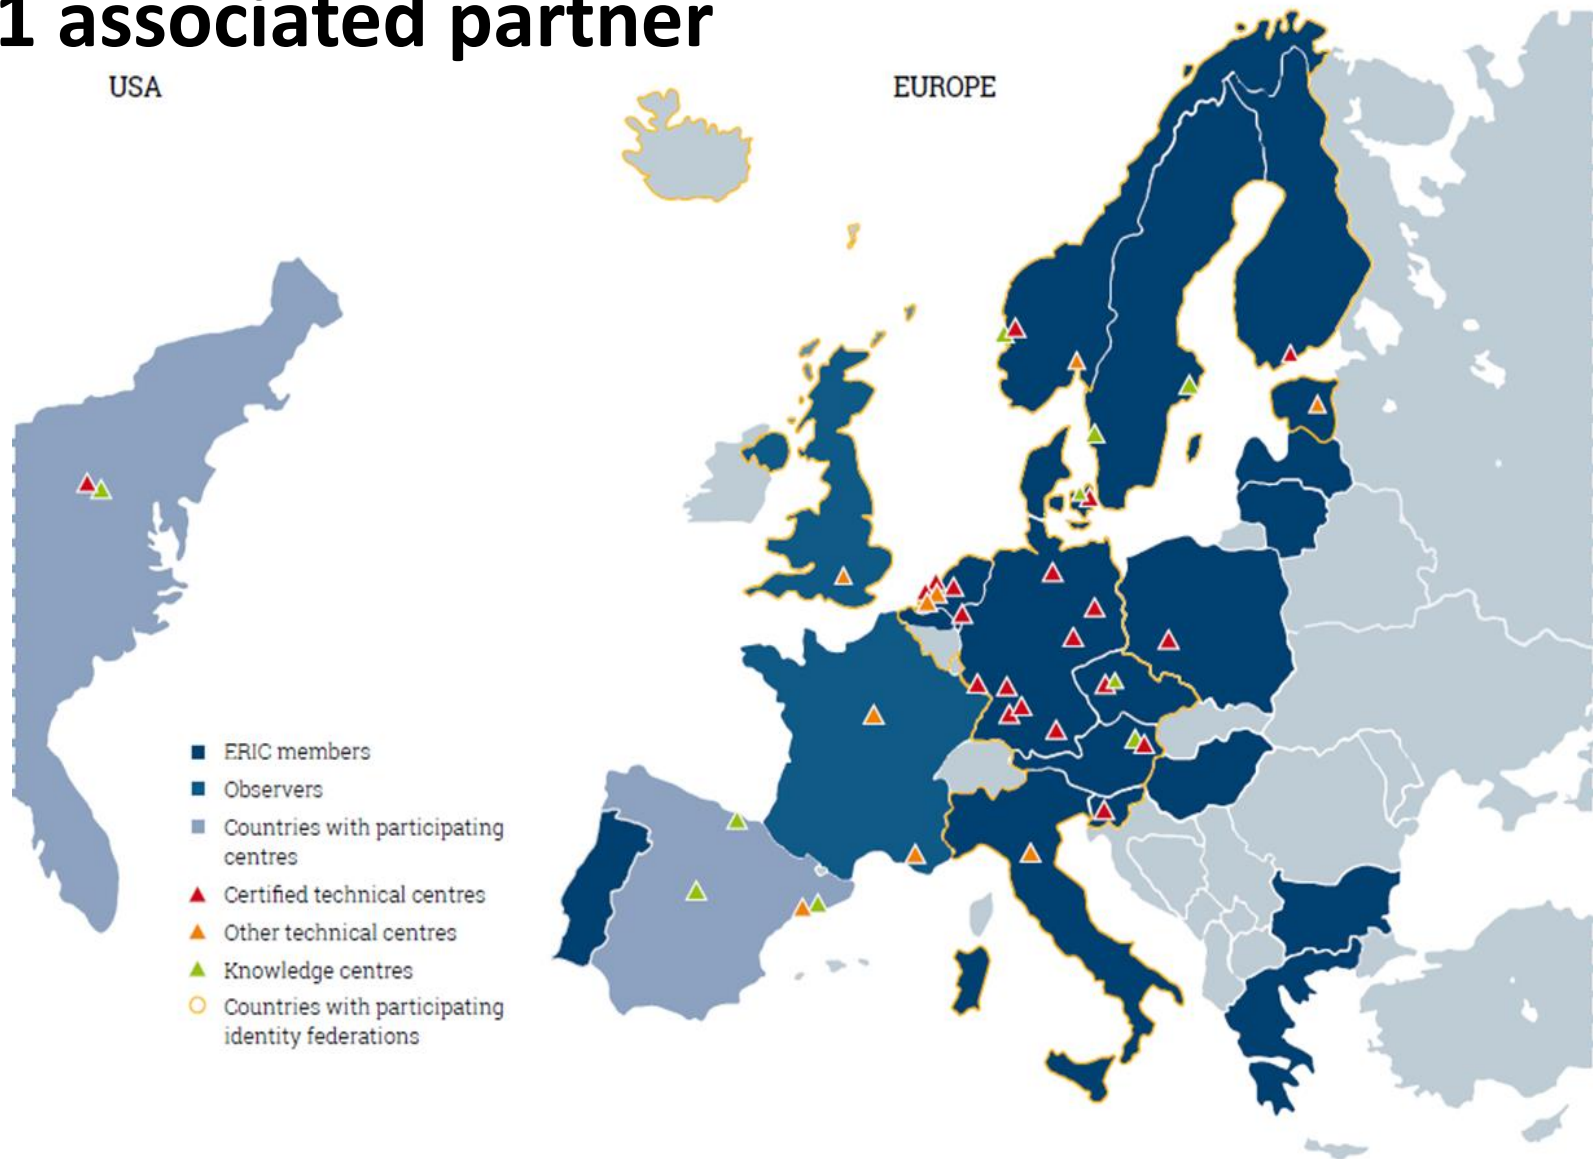 1 associated partner
USA
EUROPE
ERIC members
Observers
Countries with participating
centres
Certified technical centres
Other technical centres
Knowledge centres
Countries with participating
identity federations